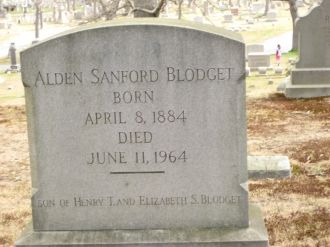 ALDEN SANFORD BLODGET
BORN
APRIL 8, 1884
DIED
JUNE 11, 1964
SON OF HENRY T. AND ELIZABETH S. BLODGET